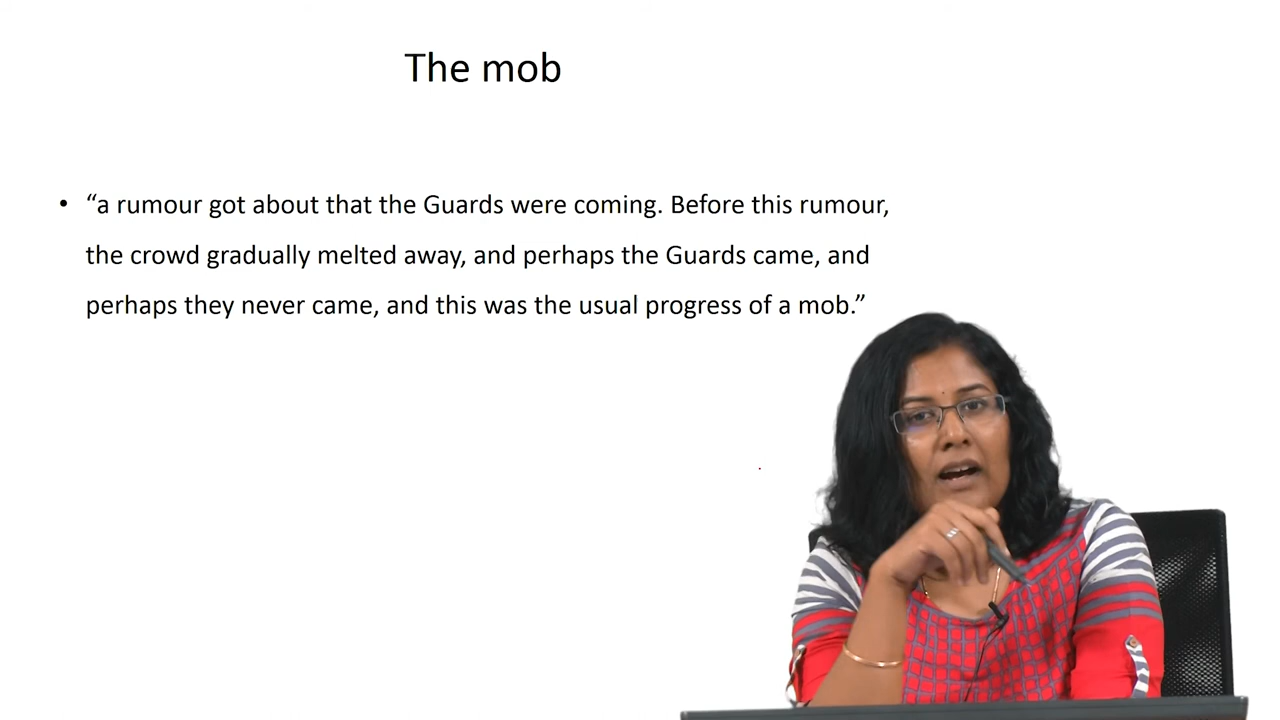 The mob
• “a rumour got about that the Guards were coming. Before this rumour,
the crowd gradually melted away, and perhaps the Guards came, and
perhaps they never came, and this was the usual progress of a mob.”